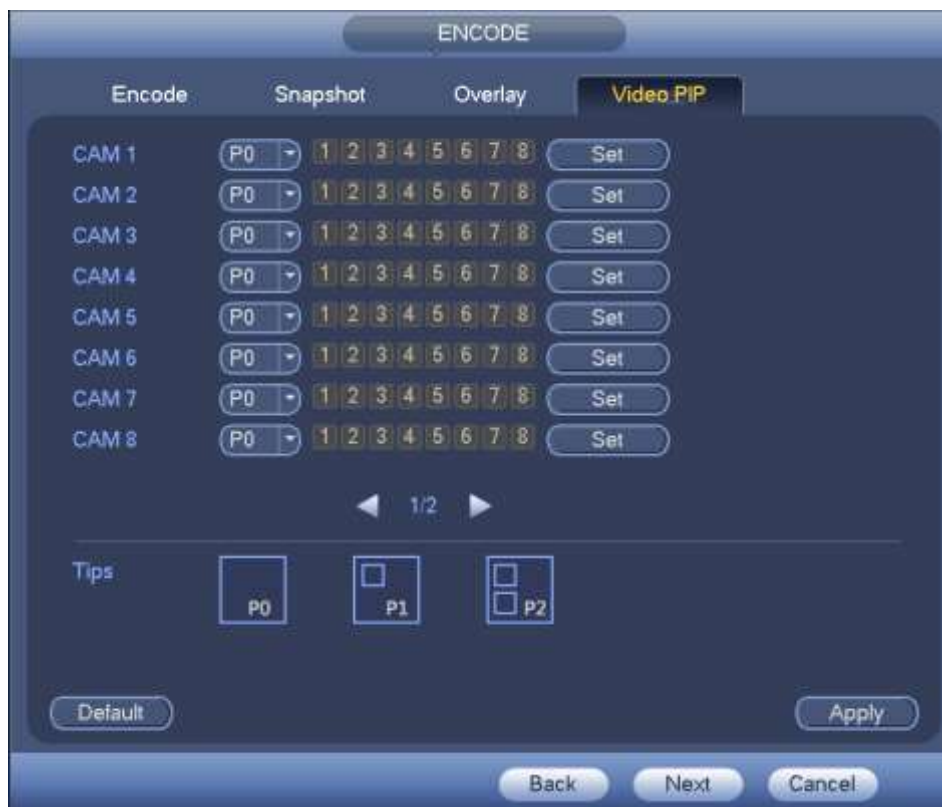 ENCODE
Encode Snapshot Overlay Video PIP
CAM 1 P0 1 2 3 4 5 6 7 8 Set
CAM 2 P0 1 2 3 4 5 6 7 8 Set
CAM 3 P0 1 2 3 4 5 6 7 8 Set
CAM 4 P0 1 2 3 4 5 6 7 8 Set
CAM 5 P0 1 2 3 4 5 6 7 8 Set
CAM 6 P0 1 2 3 4 5 6 7 8 Set
CAM 7 P0 1 2 3 4 5 6 7 8 Set
CAM 8 P0 1 2 3 4 5 6 7 8 Set
1/2
Tips P0 P1 P2
Default Apply
Back Next Cancel